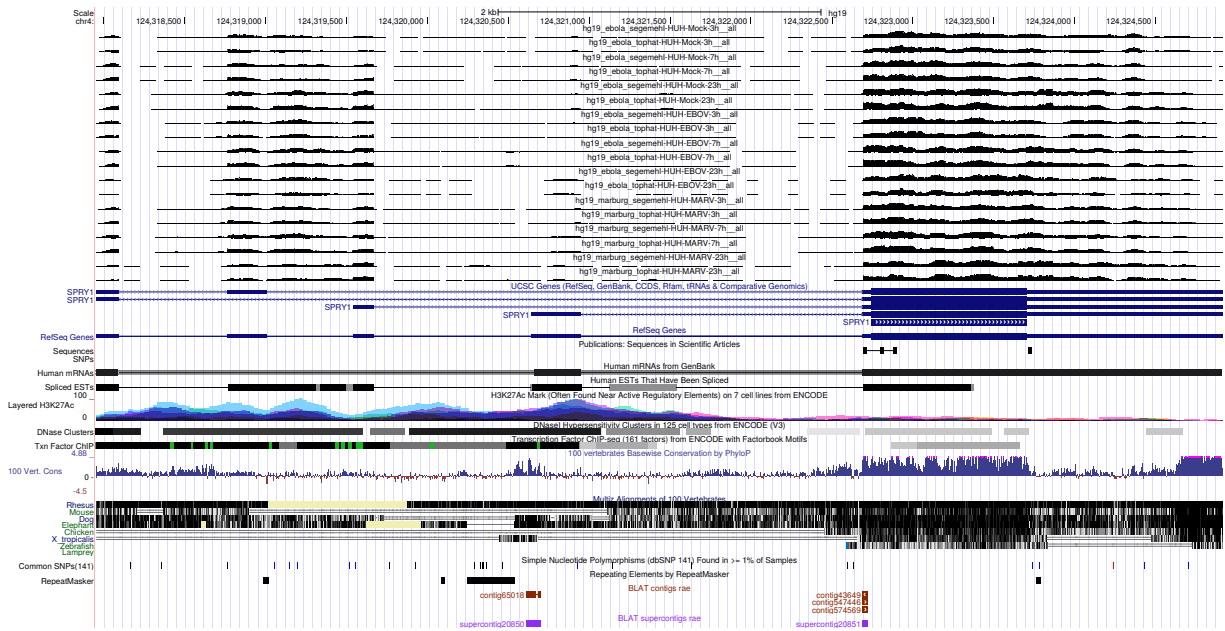 Scale 2 kb hg19
chr4: 124,318,500 124,319,000 124,319,500 124,320,000 124,320,500 124,321,000 124,321,500 124,322,000 124,322,500 124,323,000 124,323,500 124,324,000 124,324,500
hg19_ebola_segemehl-HUH-Mock-3h__all
hg19_ebola_tophat-HUH-Mock-3h__all
hg19_ebola_segemehl-HUH-Mock-7h__all
hg19_ebola_tophat-HUH-Mock-7h__all
hg19_ebola_segemehl-HUH-Mock-23h__all
hg19_ebola_tophat-HUH-Mock-23h__all
hg19_ebola_segemehl-HUH-EBOV-3h__all
hg19_ebola_tophat-HUH-EBOV-3h__all
hg19_ebola_segemehl-HUH-EBOV-7h__all
hg19_ebola_tophat-HUH-EBOV-7h__all
hg19_ebola_segemehl-HUH-EBOV-23h__all
hg19_ebola_tophat-HUH-EBOV-23h__all
hg19_marburg_segemehl-HUH-MARV-3h__all
hg19_marburg_tophat-HUH-MARV-3h__all
hg19_marburg_segemehl-HUH-MARV-7h__all
hg19_marburg_tophat-HUH-MARV-7h__all
hg19_marburg_segemehl-HUH-MARV-23h__all
hg19_marburg_tophat-HUH-MARV-23h__all
UCSC Genes (RefSeq, GenBank, CCDS, Rfam, tRNAs & Comparative Genomics)
SPRY1
SPRY1
SPRY1
SPRY1
SPRY1
RefSeq Genes
RefSeq Genes
Publications: Sequences in Scientific Articles
Sequences
SNPs
Human mRNAs from GenBank
Human mRNAs
Human ESTs That Have Been Spliced
Spliced ESTs
H3K27Ac Mark (Often Found Near Active Regulatory Elements) on 7 cell lines from ENCODE
100
Layered H3K27Ac
0
DNaseI Hypersensitivity Clusters in 125 cell types from ENCODE (V3)
DNase Clusters
Transcription Factor ChIP-seq (161 factors) from ENCODE with Factorbook Motifs
Txn Factor ChIP
100 vertebrates Basewise Conservation by PhyloP
4.88
100 Vert. Cons
0
-4.5
Multiz Alignments of 100 Vertebrates
Rhesus
Mouse
Dog
Elephant
Chicken
X_tropicalis
Zebrafish
Lamprey
Simple Nucleotide Polymorphisms (dbSNP 141) Found in >= 1% of Samples
Common SNPs(141)
Repeating Elements by RepeatMasker
RepeatMasker
BLAT contigs rae
contig65018 contig43649
contig547446
contig574569
BLAT supercontigs rae
supercontig20850 supercontig20851